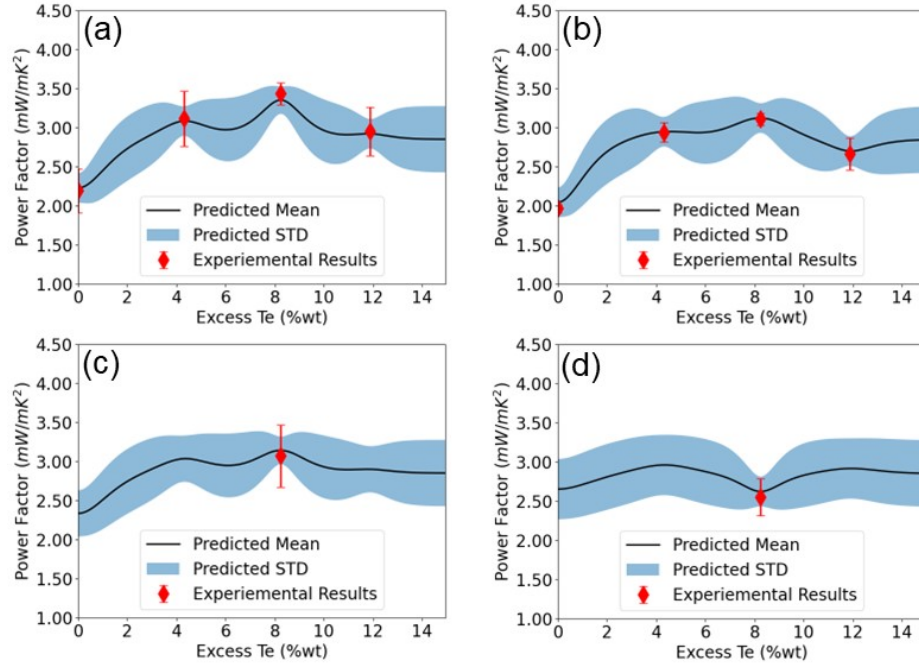 (a)
4.50
4.00
3.50
3.00
2.50
2.00
1.50
1.00
Power Factor (mW/mK²)
Predicted Mean
Predicted STD
Experiemental Results
0 2 4 6 8 10 12 14
Excess Te (%wt)
(b)
4.50
4.00
3.50
3.00
2.50
2.00
1.50
1.00
Power Factor (mW/mK²)
Predicted Mean
Predicted STD
Experiemental Results
0 2 4 6 8 10 12 14
Excess Te (%wt)
(c)
4.50
4.00
3.50
3.00
2.50
2.00
1.50
1.00
Power Factor (mW/mK²)
Predicted Mean
Predicted STD
Experiemental Results
0 2 4 6 8 10 12 14
Excess Te (%wt)
(d)
4.50
4.00
3.50
3.00
2.50
2.00
1.50
1.00
Power Factor (mW/mK²)
Predicted Mean
Predicted STD
Experiemental Results
0 2 4 6 8 10 12 14
Excess Te (%wt)